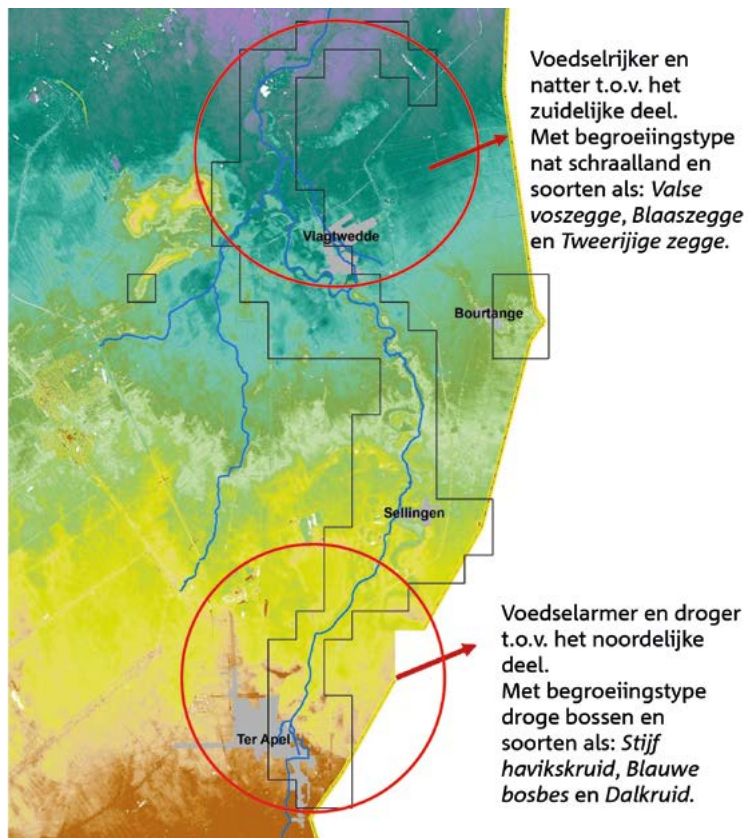 Voedselrijker en
natter t.o.v. het
zuidelijke deel.
Met begroeiingstype
nat schraalland en
soorten als: Valse
voszegge, Blaaszegge
en Tweerijige zegge.
Vlagtwedde
Bourtange
Sellingen
Voedselarmer en droger
t.o.v. het noordelijke
deel.
Met begroeiingstype
droge bossen en
soorten als: Stijf
havikskruid, Blauwe
bosbes en Dalkruid.
Ter Apel